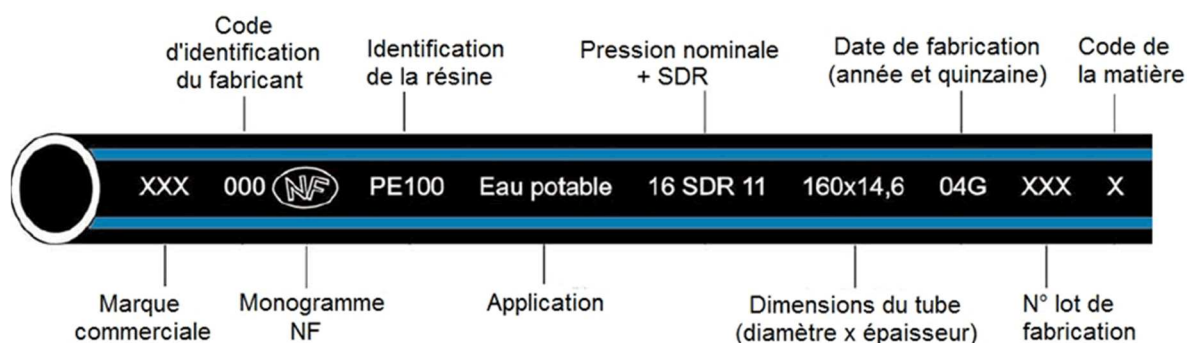 Code
d'identification
du fabricant
Identification
de la résine
Pression nominale
+ SDR
Date de fabrication
(année et quinzaine)
Code de
la matière
XXX 000 NF PE100 Eau potable 16 SDR 11 160x14,6 04G XXX X
Marque
commerciale
Monogramme
NF
Application
Dimensions du tube
(diamètre x épaisseur)
N° lot de
fabrication